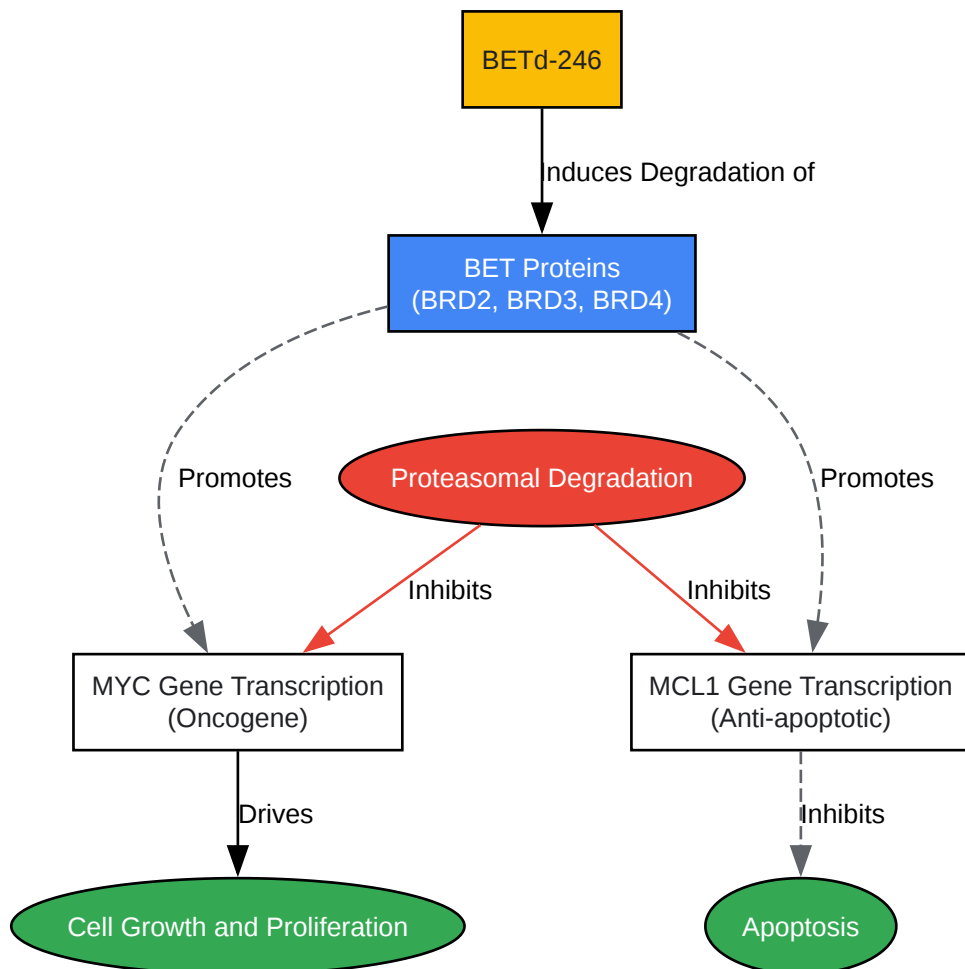 BETd-246
Induces Degradation of
BET Proteins
(BRD2, BRD3, BRD4)
Promotes
Proteasomal Degradation
Promotes
Inhibits
Inhibits
MYC Gene Transcription
(Oncogene)
MCL1 Gene Transcription
(Anti-apoptotic)
Drives
Inhibits
Cell Growth and Proliferation
Apoptosis